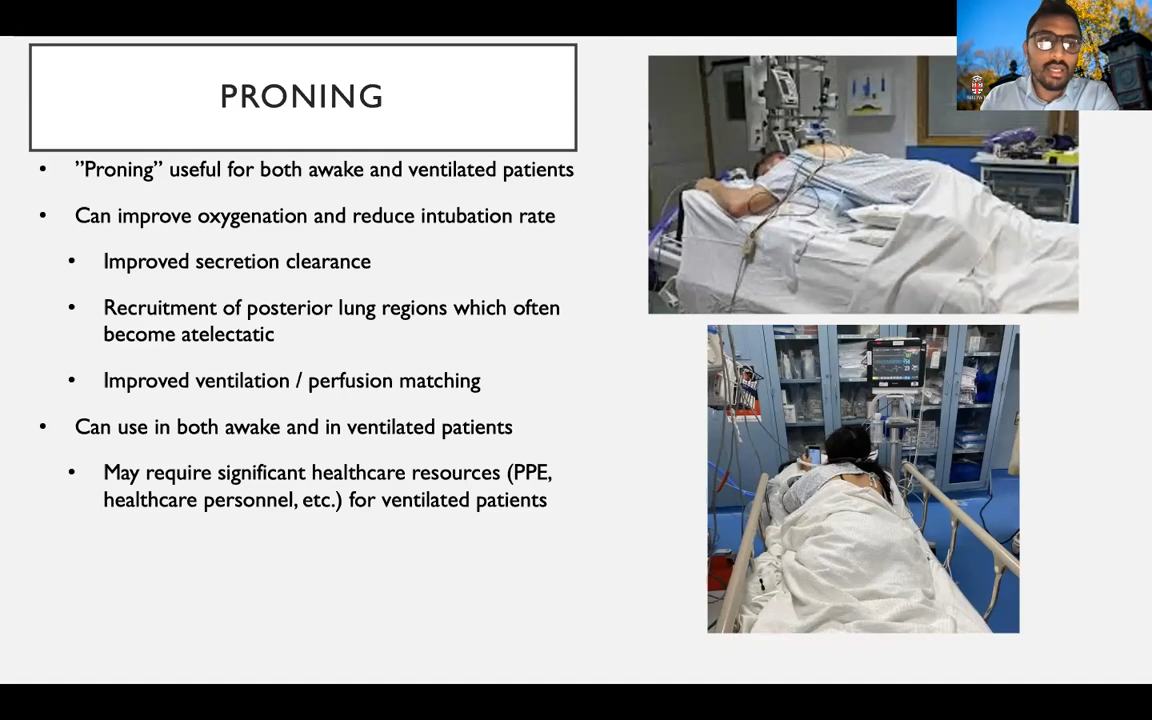 PRONING
”Proning” useful for both awake and ventilated patients
Can improve oxygenation and reduce intubation rate
Improved secretion clearance
Recruitment of posterior lung regions which often
become atelectatic
Improved ventilation / perfusion matching
Can use in both awake and in ventilated patients
May require significant healthcare resources (PPE,
healthcare personnel, etc.) for ventilated patients